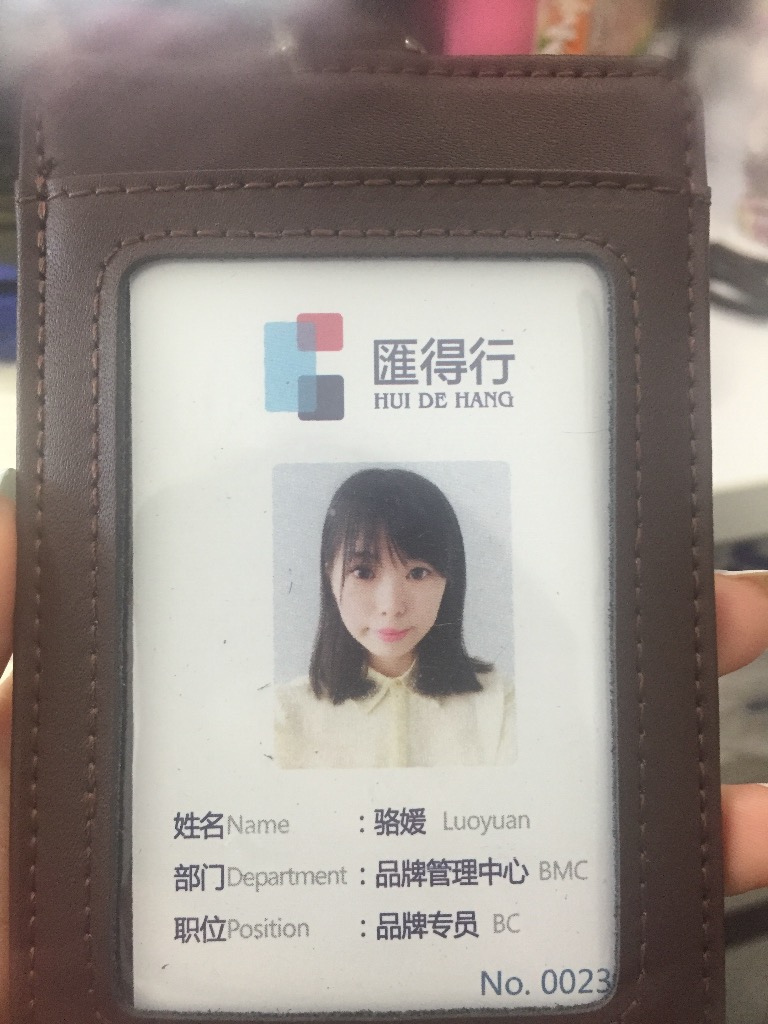 匯得行
HUI DE HANG
姓名Name : 骆媛 Luoyuan
部门Department : 品牌管理中心 BMC
职位Position : 品牌专员 BC
No. 0023